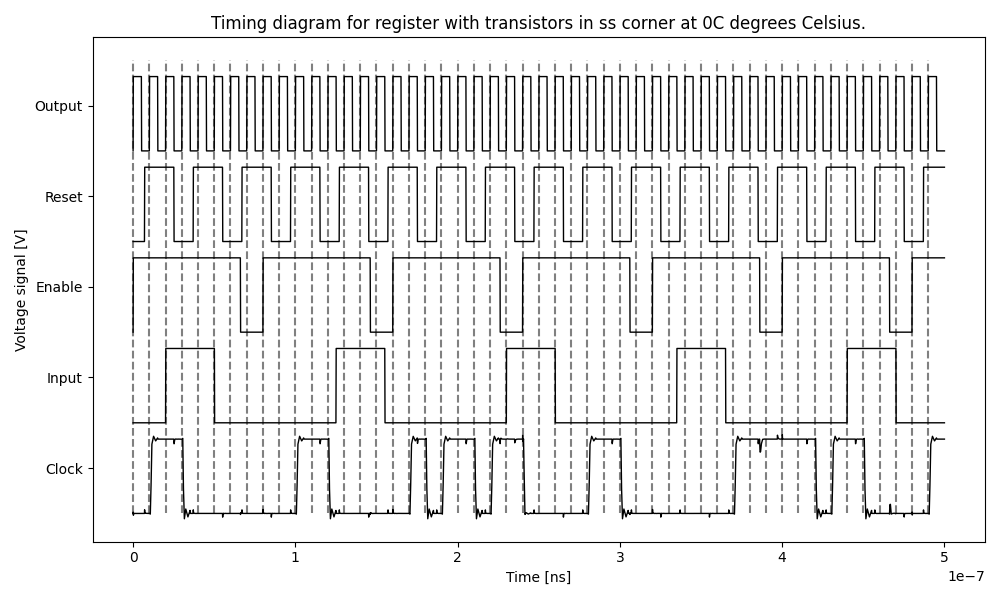 Timing diagram for register with transistors in ss corner at 0C degrees Celsius.
Output
Reset
Enable
Input
Clock
Voltage signal [V]
0 1 2 3 4 5
1e−7
Time [ns]